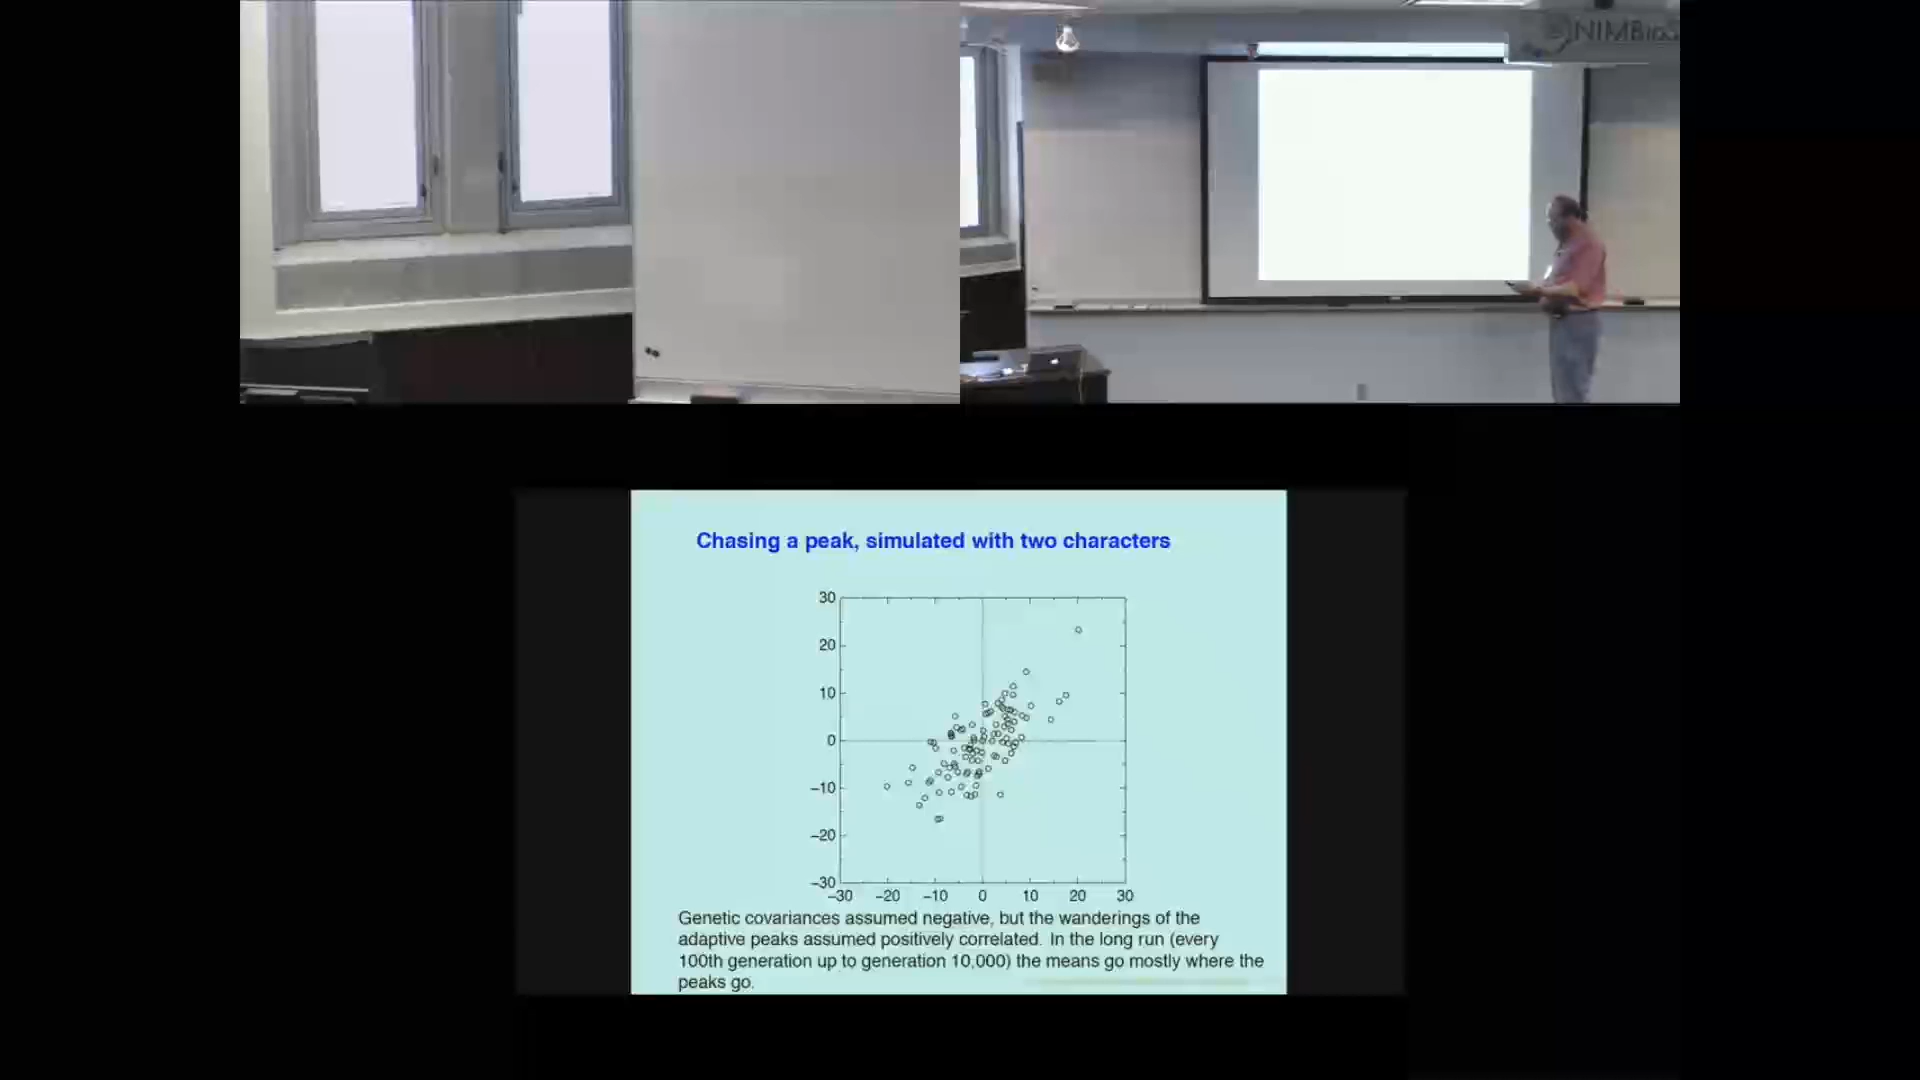 NIMBioS
Chasing a peak, simulated with two characters
30
20
10
0
−10
−20
−30
−30 −20 −10 0 10 20 30
Genetic covariances assumed negative, but the wanderings of the
adaptive peaks assumed positively correlated. In the long run (every
100th generation up to generation 10,000) the means go mostly where the
peaks go.